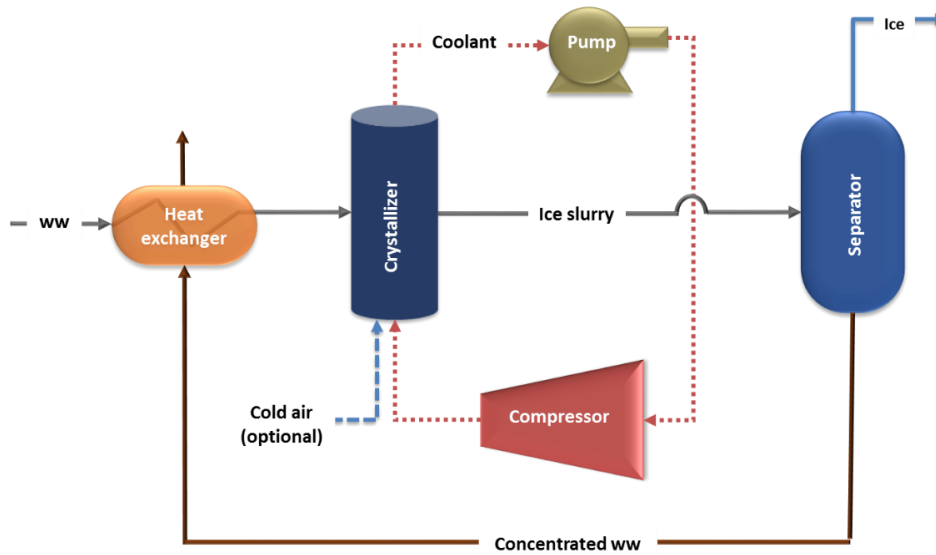 Ice
Coolant
Pump
ww
Heat
exchanger
Crystallizer
Ice slurry
Separator
Cold air
(optional)
Compressor
Concentrated ww